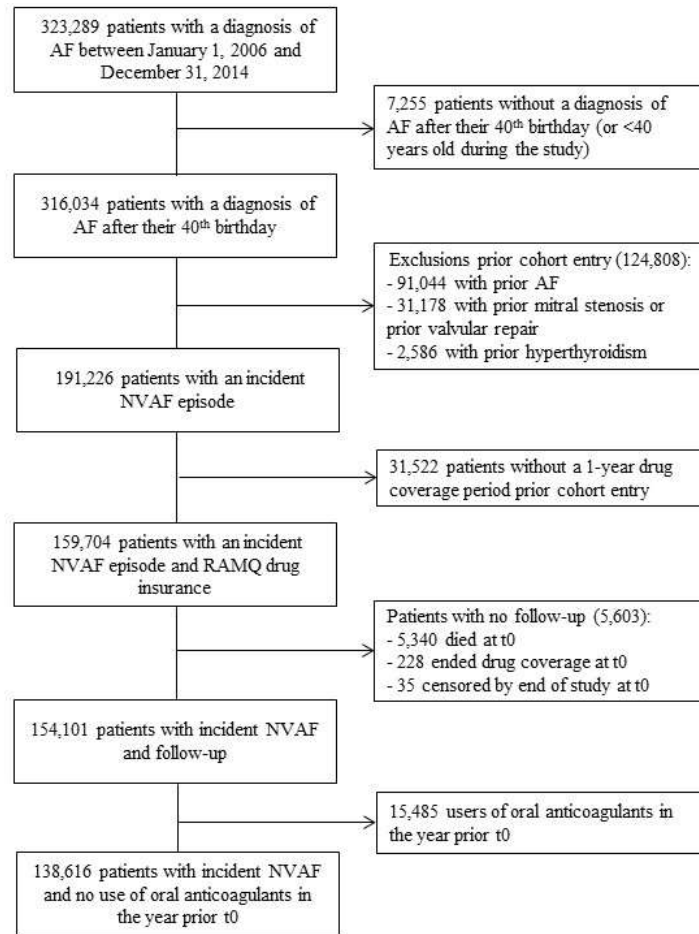 323,289 patients with a diagnosis of
AF between January 1, 2006 and
December 31, 2014
7,255 patients without a diagnosis of
AF after their 40th birthday (or <40
years old during the study)
316,034 patients with a diagnosis of
AF after their 40th birthday
Exclusions prior cohort entry (124,808):
- 91,044 with prior AF
- 31,178 with prior mitral stenosis or
prior valvular repair
- 2,586 with prior hyperthyroidism
191,226 patients with an incident
NVAF episode
31,522 patients without a 1-year drug
coverage period prior cohort entry
159,704 patients with an incident
NVAF episode and RAMQ drug
insurance
Patients with no follow-up (5,603):
- 5,340 died at t0
- 228 ended drug coverage at t0
- 35 censored by end of study at t0
154,101 patients with incident NVAF
and follow-up
15,485 users of oral anticoagulants in
the year prior t0
138,616 patients with incident NVAF
and no use of oral anticoagulants in
the year prior t0